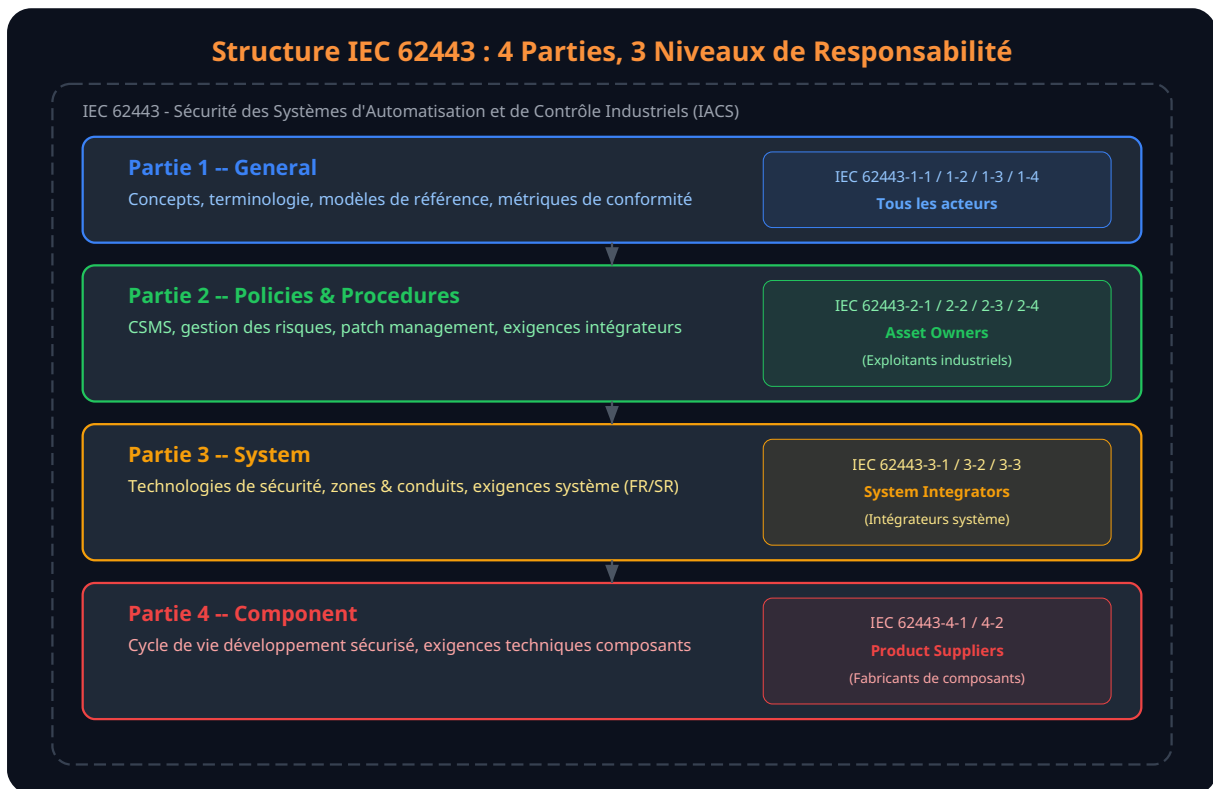 Structure IEC 62443 : 4 Parties, 3 Niveaux de Responsabilité
IEC 62443 - Sécurité des Systèmes d'Automatisation et de Contrôle Industriels (IACS)
Partie 1 -- General
Concepts, terminologie, modèles de référence, métriques de conformité
IEC 62443-1-1 / 1-2 / 1-3 / 1-4
Tous les acteurs
Partie 2 -- Policies & Procedures
CSMS, gestion des risques, patch management, exigences intégrateurs
IEC 62443-2-1 / 2-2 / 2-3 / 2-4
Asset Owners
(Exploitants industriels)
Partie 3 -- System
Technologies de sécurité, zones & conduits, exigences système (FR/SR)
IEC 62443-3-1 / 3-2 / 3-3
System Integrators
(Intégrateurs système)
Partie 4 -- Component
Cycle de vie développement sécurisé, exigences techniques composants
IEC 62443-4-1 / 4-2
Product Suppliers
(Fabricants de composants)